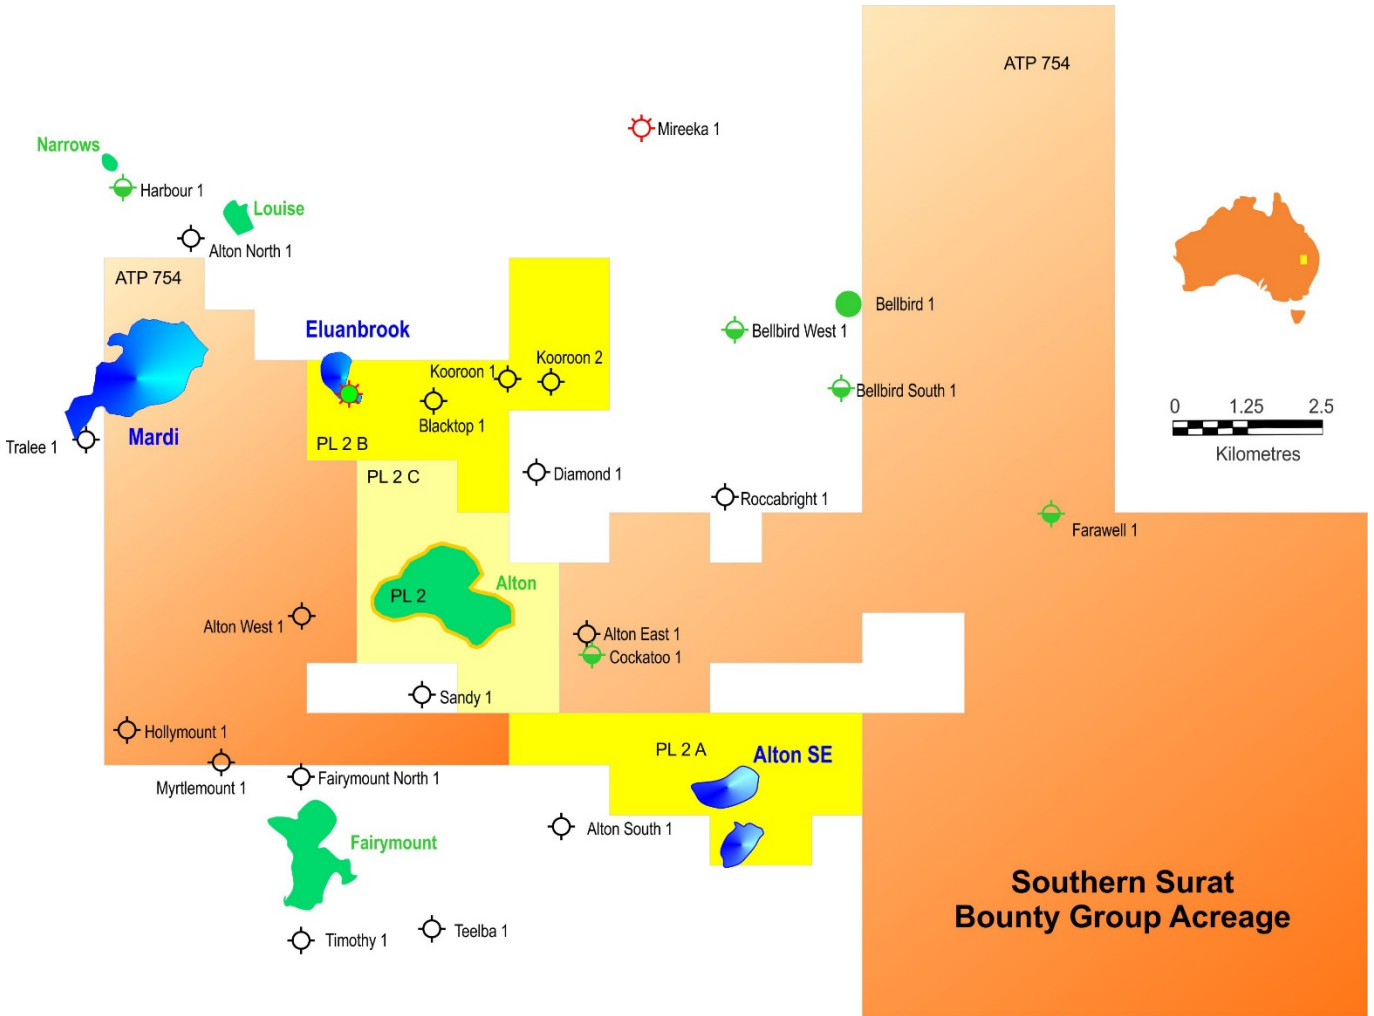 ATP 754
Mireeka 1
Narrows
Harbour 1
Louise
Alton North 1
ATP 754
Bellbird 1
Eluanbrook
Bellbird West 1
Kooroon 2
Kooroon 1
Bellbird South 1
0 1.25 2.5
Kilometres
Blacktop 1
Mardi
Tralee 1
PL 2 B
PL 2 C
Diamond 1
Roccabright 1
Farawell 1
Alton
PL 2
Alton West 1
Alton East 1
Cockatoo 1
Sandy 1
Hollymount 1
PL 2 A
Alton SE
Myrtlemount 1
Fairymount North 1
Alton South 1
Fairymount
Southern Surat
Bounty Group Acreage
Teelba 1
Timothy 1